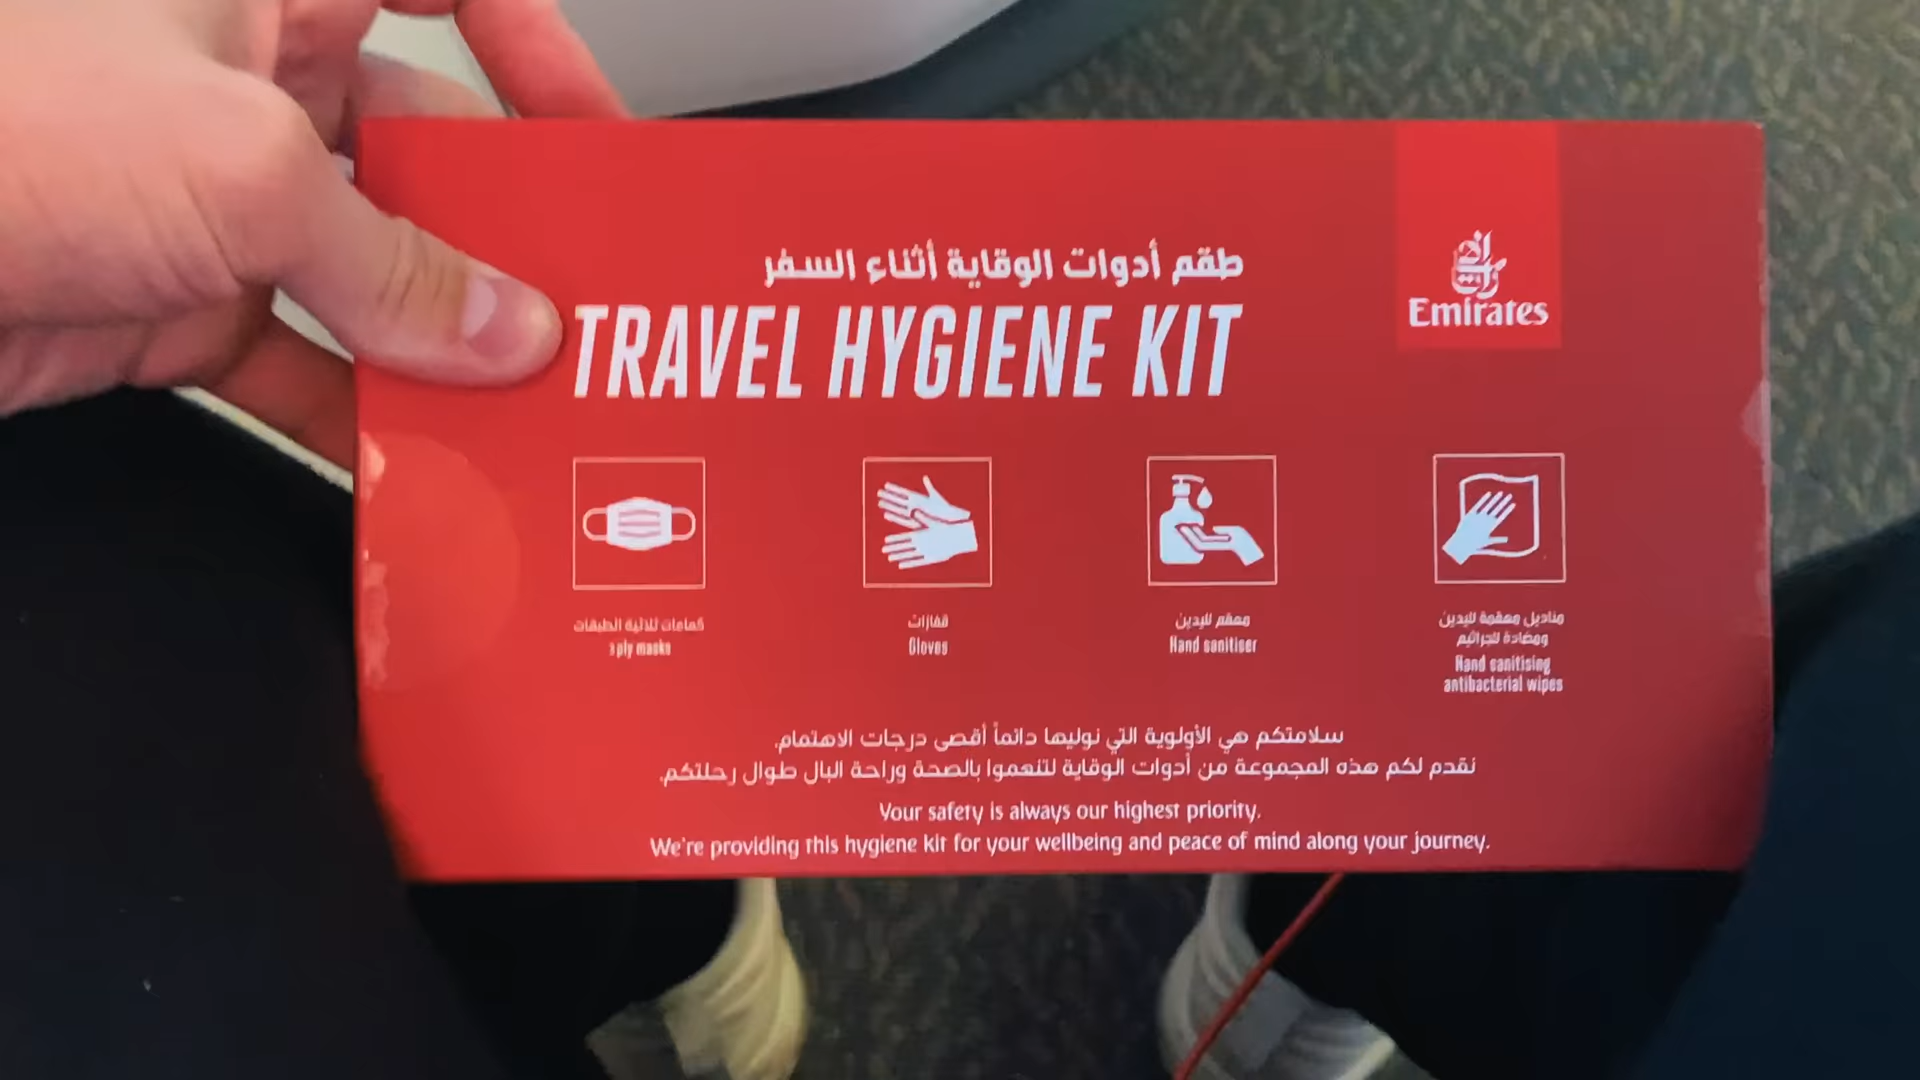 طقم أدوات الوقاية أثناء السفر
TRAVEL HYGIENE KIT
Emirates
كمامات ثلاثية الطبقات
3 ply masks
قفازات
Gloves
معقم لليدين
Hand sanitiser
مناديل معقمة لليدين
ومضادة للجراثيم
Hand sanitising
antibacterial wipes
سلامتكم هي الأولوية التي نوليها دائماً أقصى درجات الاهتمام.
نقدم لكم هذه المجموعة من أدوات الوقاية لتنعموا بالصحة وراحة البال طوال رحلتكم.
Your safety is always our highest priority.
We're providing this hygiene kit for your wellbeing and peace of mind along your journey.